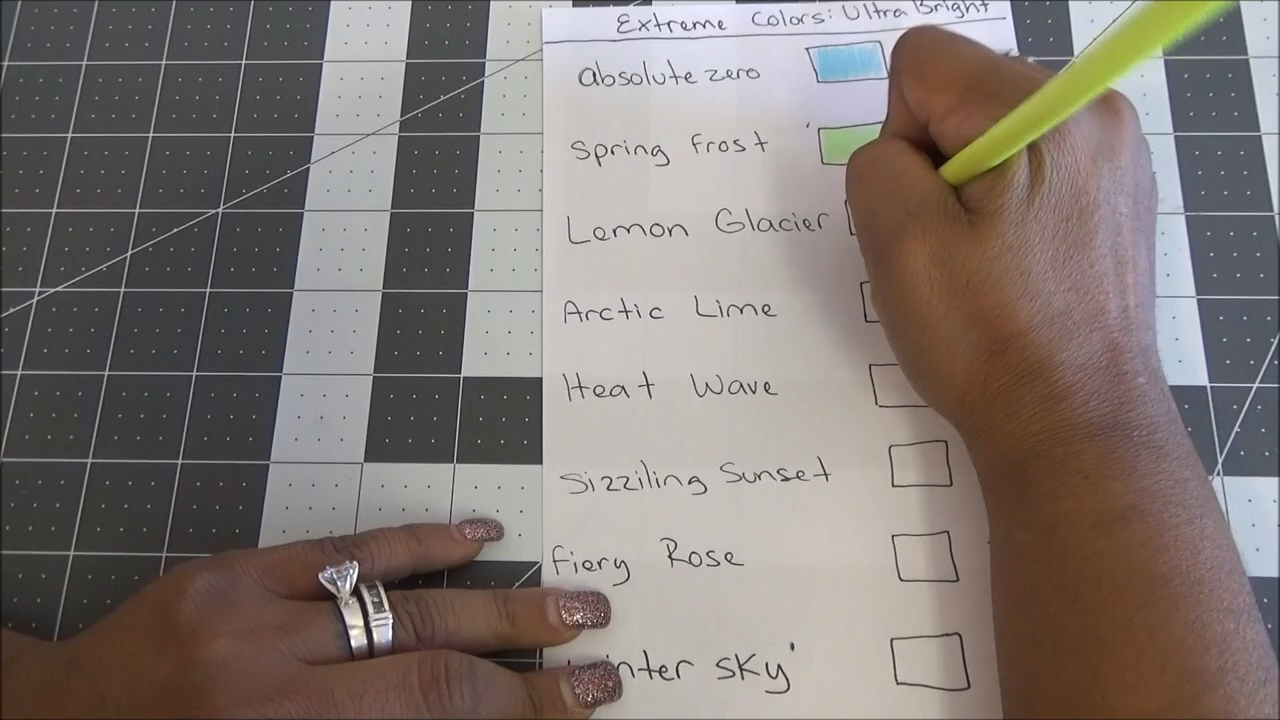 Extreme Colors: Ultra Bright
absolute zero
Spring Frost
Lemon Glacier
Arctic Lime
Heat Wave
Sizziling Sunset
fiery Rose
sky